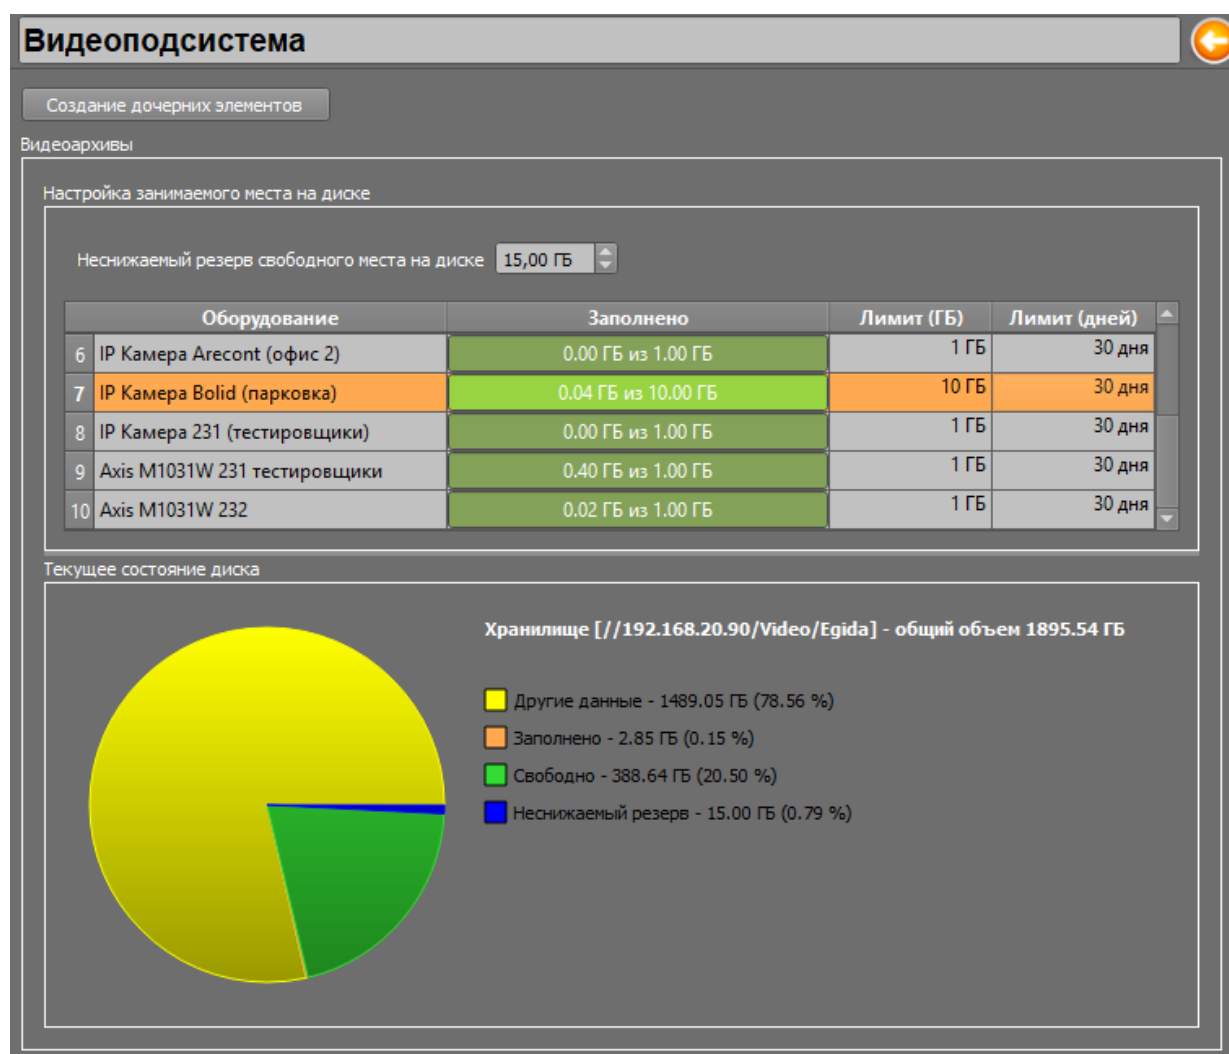 Видеоподсистема
Создание дочерних элементов
Видеоархивы
Настройка занимаемого места на диске
Неснижаемый резерв свободного места на диске 15,00 ГБ
Оборудование Заполнено Лимит (ГБ) Лимит (дней)
6 IP Камера Arecont (офис 2) 0.00 ГБ из 1.00 ГБ 1 ГБ 30 дня
7 IP Камера Bolid (парковка) 0.04 ГБ из 10.00 ГБ 10 ГБ 30 дня
8 IP Камера 231 (тестировщики) 0.00 ГБ из 1.00 ГБ 1 ГБ 30 дня
9 Axis M1031W 231 тестировщики 0.40 ГБ из 1.00 ГБ 1 ГБ 30 дня
10 Axis M1031W 232 0.02 ГБ из 1.00 ГБ 1 ГБ 30 дня
Текущее состояние диска
Хранилище [//192.168.20.90/Video/Egida] - общий объем 1895.54 ГБ
Другие данные - 1489.05 ГБ (78.56 %)
Заполнено - 2.85 ГБ (0.15 %)
Свободно - 388.64 ГБ (20.50 %)
Неснижаемый резерв - 15.00 ГБ (0.79 %)